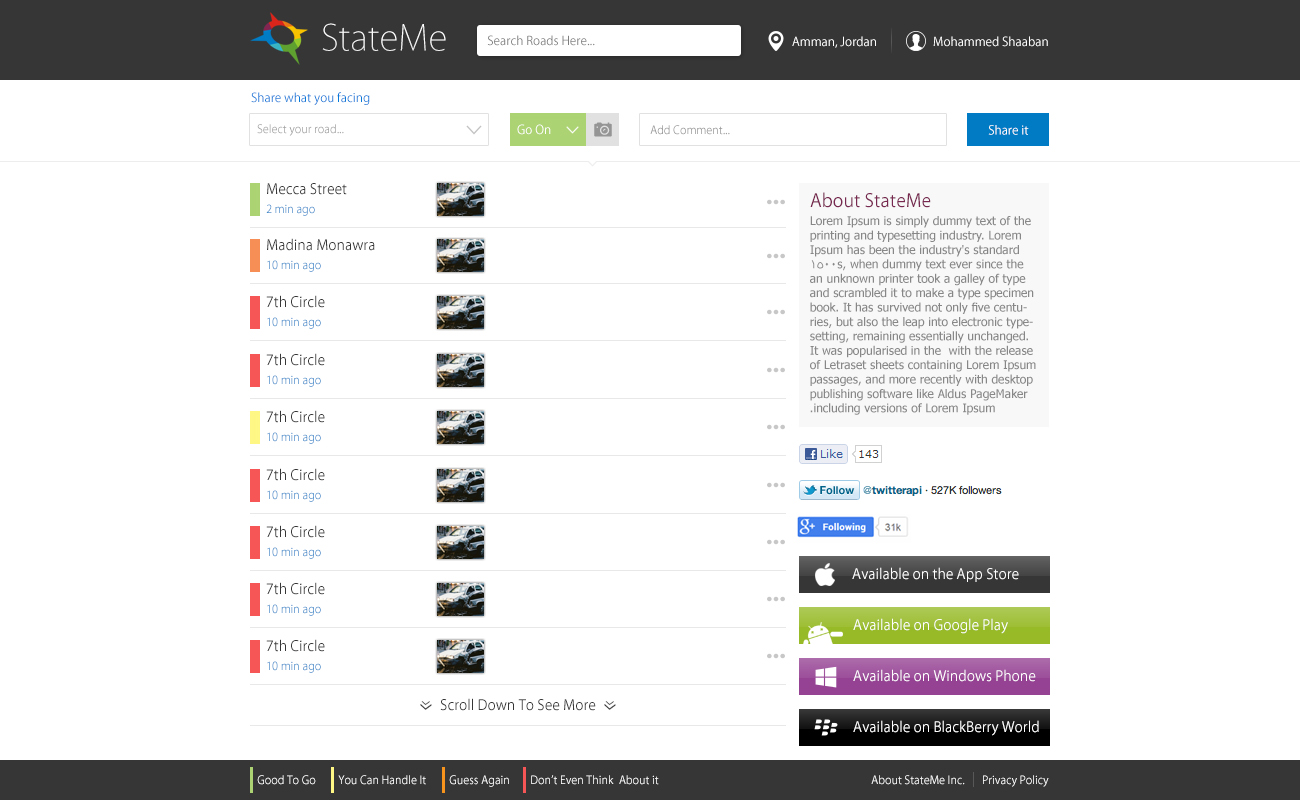 StateMe
Search Roads Here...
Amman, Jordan
Mohammed Shaaban
Share what you facing
Select your road...
Go On
Add Comment...
Share it
Mecca Street
2 min ago
Madina Monawra
10 min ago
7th Circle
10 min ago
7th Circle
10 min ago
7th Circle
10 min ago
7th Circle
10 min ago
7th Circle
10 min ago
7th Circle
10 min ago
7th Circle
10 min ago
Scroll Down To See More
About StateMe
Lorem Ipsum is simply dummy text of the
printing and typesetting industry. Lorem
Ipsum has been the industry's standard
١٥٠٠s, when dummy text ever since the
an unknown printer took a galley of type
and scrambled it to make a type specimen
book. It has survived not only five centu-
ries, but also the leap into electronic type-
setting, remaining essentially unchanged.
It was popularised in the  with the release
of Letraset sheets containing Lorem Ipsum
passages, and more recently with desktop
publishing software like Aldus PageMaker
.including versions of Lorem Ipsum
Like 143
Follow @twitterapi · 527K followers
g+ Following 31k
Available on the App Store
Available on Google Play
Available on Windows Phone
Available on BlackBerry World
Good To Go
You Can Handle It
Guess Again
Don't Even Think  About it
About StateMe Inc.
Privacy Policy